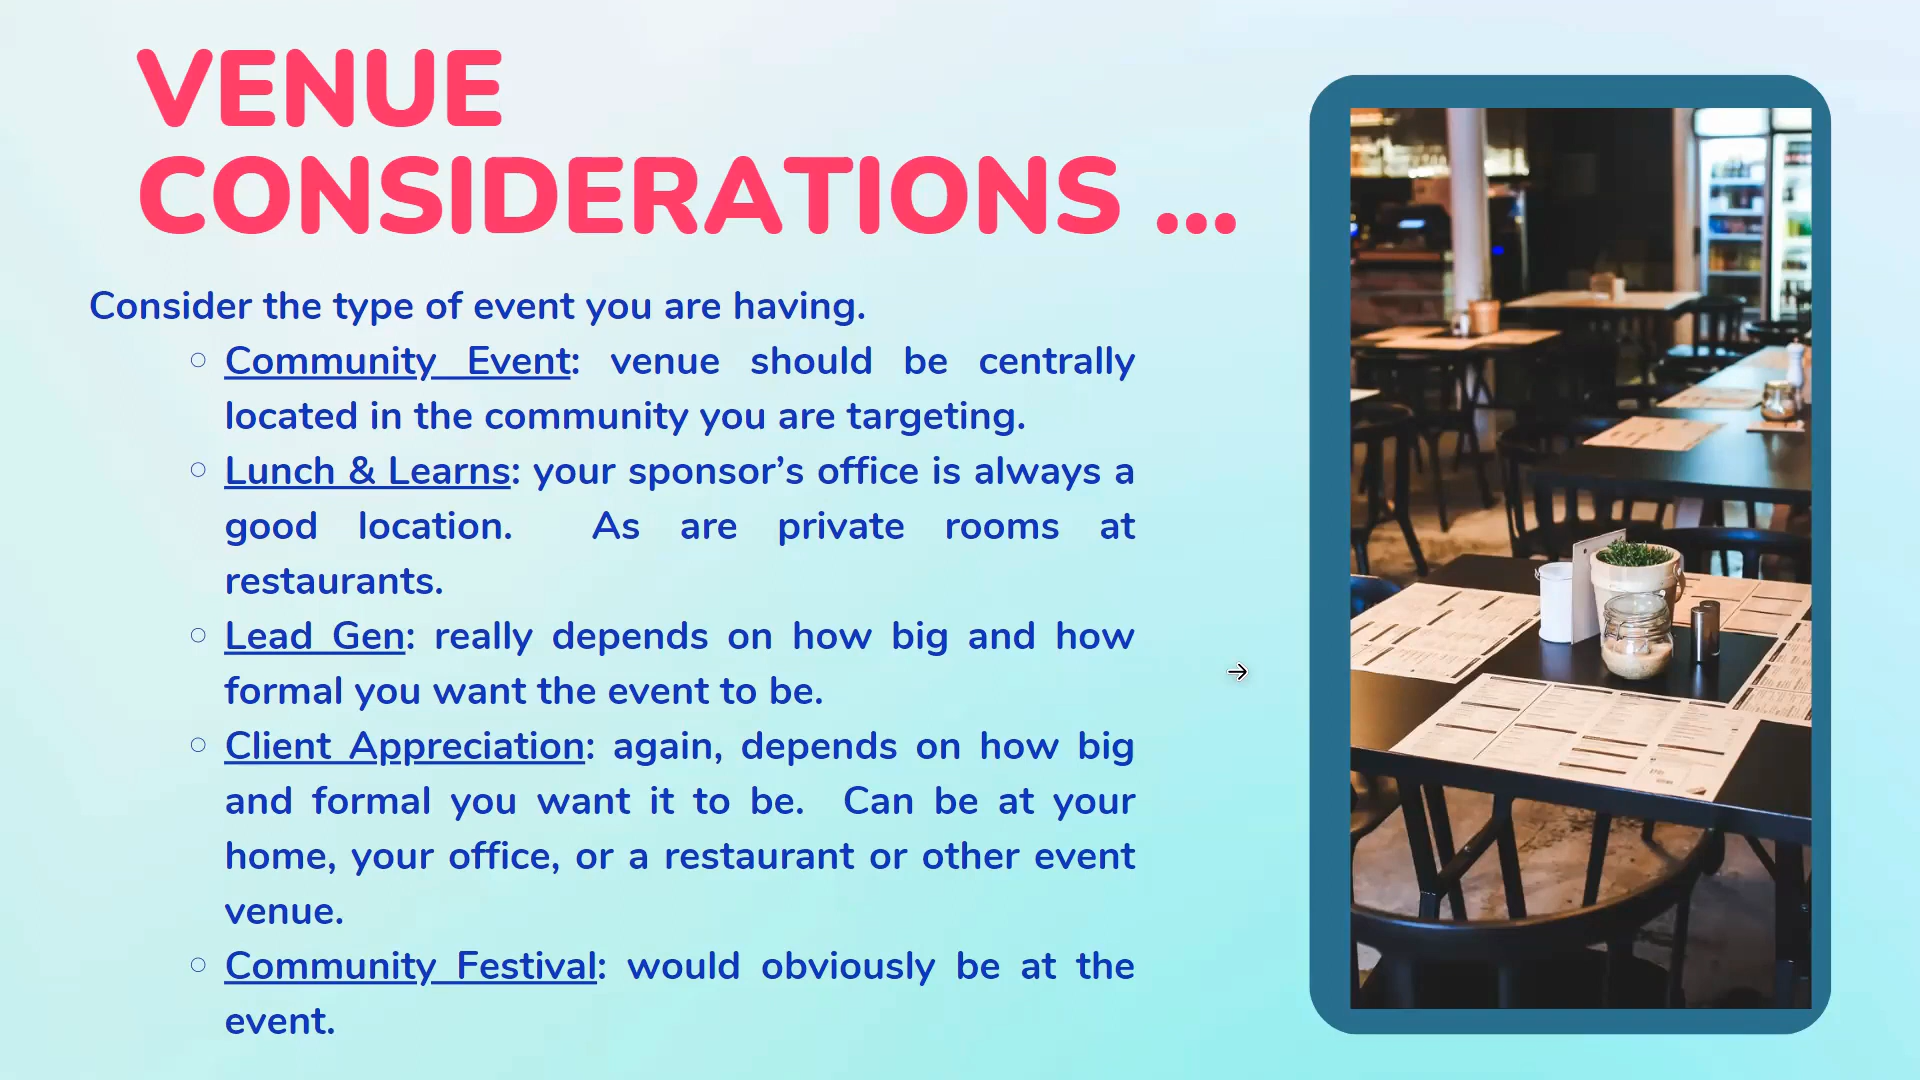 VENUE
CONSIDERATIONS ...
Consider the type of event you are having.
Community Event: venue should be centrally
located in the community you are targeting.
Lunch & Learns: your sponsor’s office is always a
good location.  As are private rooms at
restaurants.
Lead Gen: really depends on how big and how
formal you want the event to be.
Client Appreciation: again, depends on how big
and formal you want it to be.  Can be at your
home, your office, or a restaurant or other event
venue.
Community Festival: would obviously be at the
event.